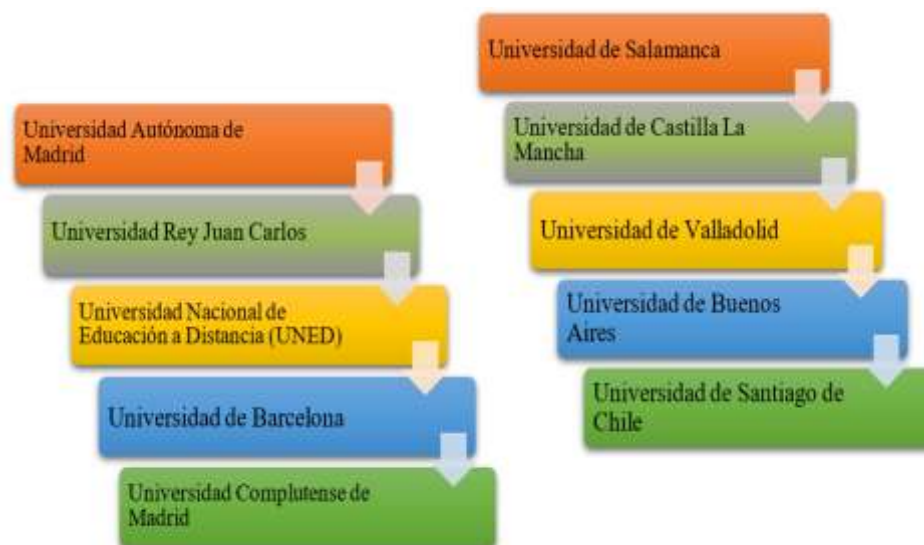 Universidad Autónoma de
Madrid
Universidad Rey Juan Carlos
Universidad Nacional de
Educación a Distancia (UNED)
Universidad de Barcelona
Universidad Complutense de
Madrid
Universidad de Salamanca
Universidad de Castilla La
Mancha
Universidad de Valladolid
Universidad de Buenos
Aires
Universidad de Santiago de
Chile